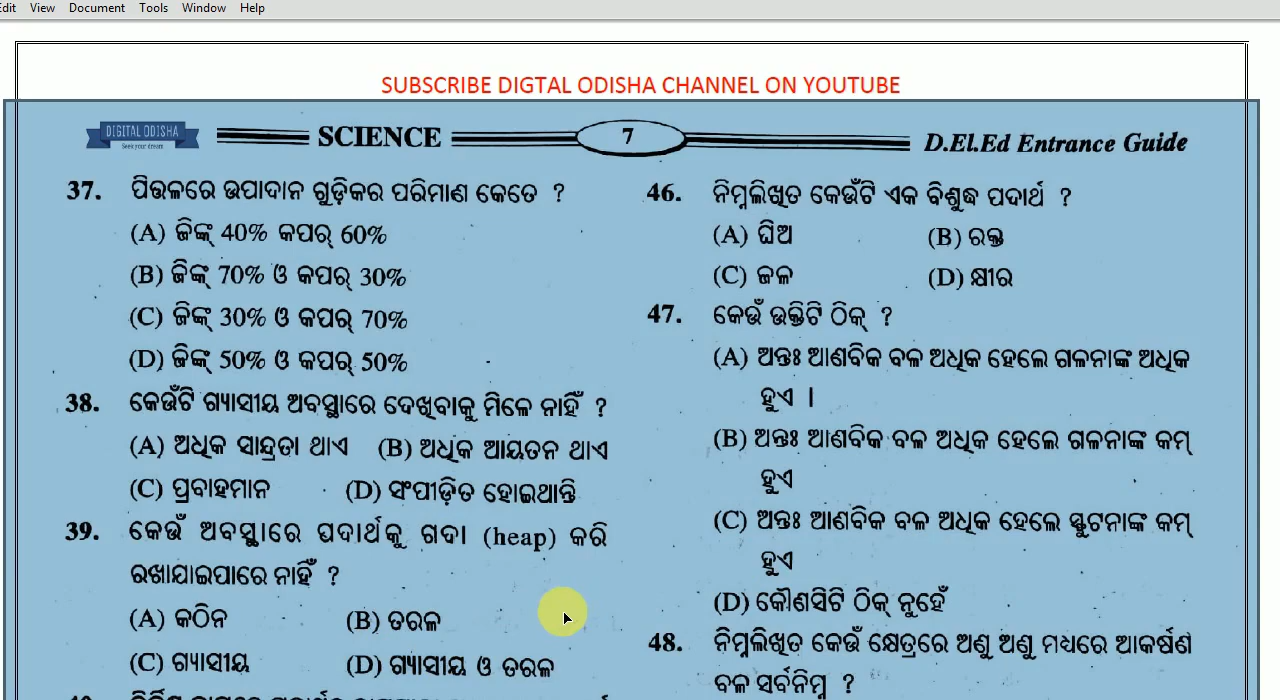 Edit View Document Tools Window Help
SUBSCRIBE DIGTAL ODISHA CHANNEL ON YOUTUBE
DIGITAL ODISHA
Seek your dream
SCIENCE 7 D.El.Ed Entrance Guide
37. ପିତ୍ତଳରେ ଉପାଦାନ ଗୁଡ଼ିକର ପରିମାଣ କେତେ ?
(A) ଜିଙ୍କ୍ 40% କପର୍ 60%
(B) ଜିଙ୍କ୍ 70% ଓ କପର୍ 30%
(C) ଜିଙ୍କ୍ 30% ଓ କପର୍ 70%
(D) ଜିଙ୍କ୍ 50% ଓ କପର୍ 50%
38. କେଉଁଟି ଗ୍ୟାସୀୟ ଅବସ୍ଥାରେ ଦେଖିବାକୁ ମିଳେ ନାହିଁ ?
(A) ଅଧିକ ସାନ୍ଦ୍ରତା ଥାଏ (B) ଅଧିକ ଆୟତନ ଥାଏ
(C) ପ୍ରବାହମାନ (D) ସଂପୀଡ଼ିତ ହୋଇଥାନ୍ତି
39. କେଉଁ ଅବସ୍ଥାରେ ପଦାର୍ଥକୁ ଗଦା (heap) କରି
ରଖାଯାଇପାରେ ନାହିଁ ?
(A) କଠିନ (B) ତରଳ
(C) ଗ୍ୟାସୀୟ (D) ଗ୍ୟାସୀୟ ଓ ତରଳ
46. ନିମ୍ନଲିଖିତ କେଉଁଟି ଏକ ବିଶୁଦ୍ଧ ପଦାର୍ଥ ?
(A) ଘିଅ (B) ରକ୍ତ
(C) ଜଳ (D) କ୍ଷୀର
47. କେଉଁ ଉକ୍ତିଟି ଠିକ୍ ?
(A) ଅନ୍ତଃ ଆଣବିକ ବଳ ଅଧିକ ହେଲେ ଗଳନାଙ୍କ ଅଧିକ
ହୁଏ ।
(B) ଅନ୍ତଃ ଆଣବିକ ବଳ ଅଧିକ ହେଲେ ଗଳନାଙ୍କ କମ୍
ହୁଏ
(C) ଅନ୍ତଃ ଆଣବିକ ବଳ ଅଧିକ ହେଲେ ସ୍ଫୁଟନାଙ୍କ କମ୍
ହୁଏ
(D) କୌଣସିଟି ଠିକ୍ ନୁହେଁ
48. ନିମ୍ନଲିଖିତ କେଉଁ କ୍ଷେତ୍ରରେ ଅଣୁ ଅଣୁ ମଧ୍ୟରେ ଆକର୍ଷଣ
ବଳ ସର୍ବନିମ୍ନ ?